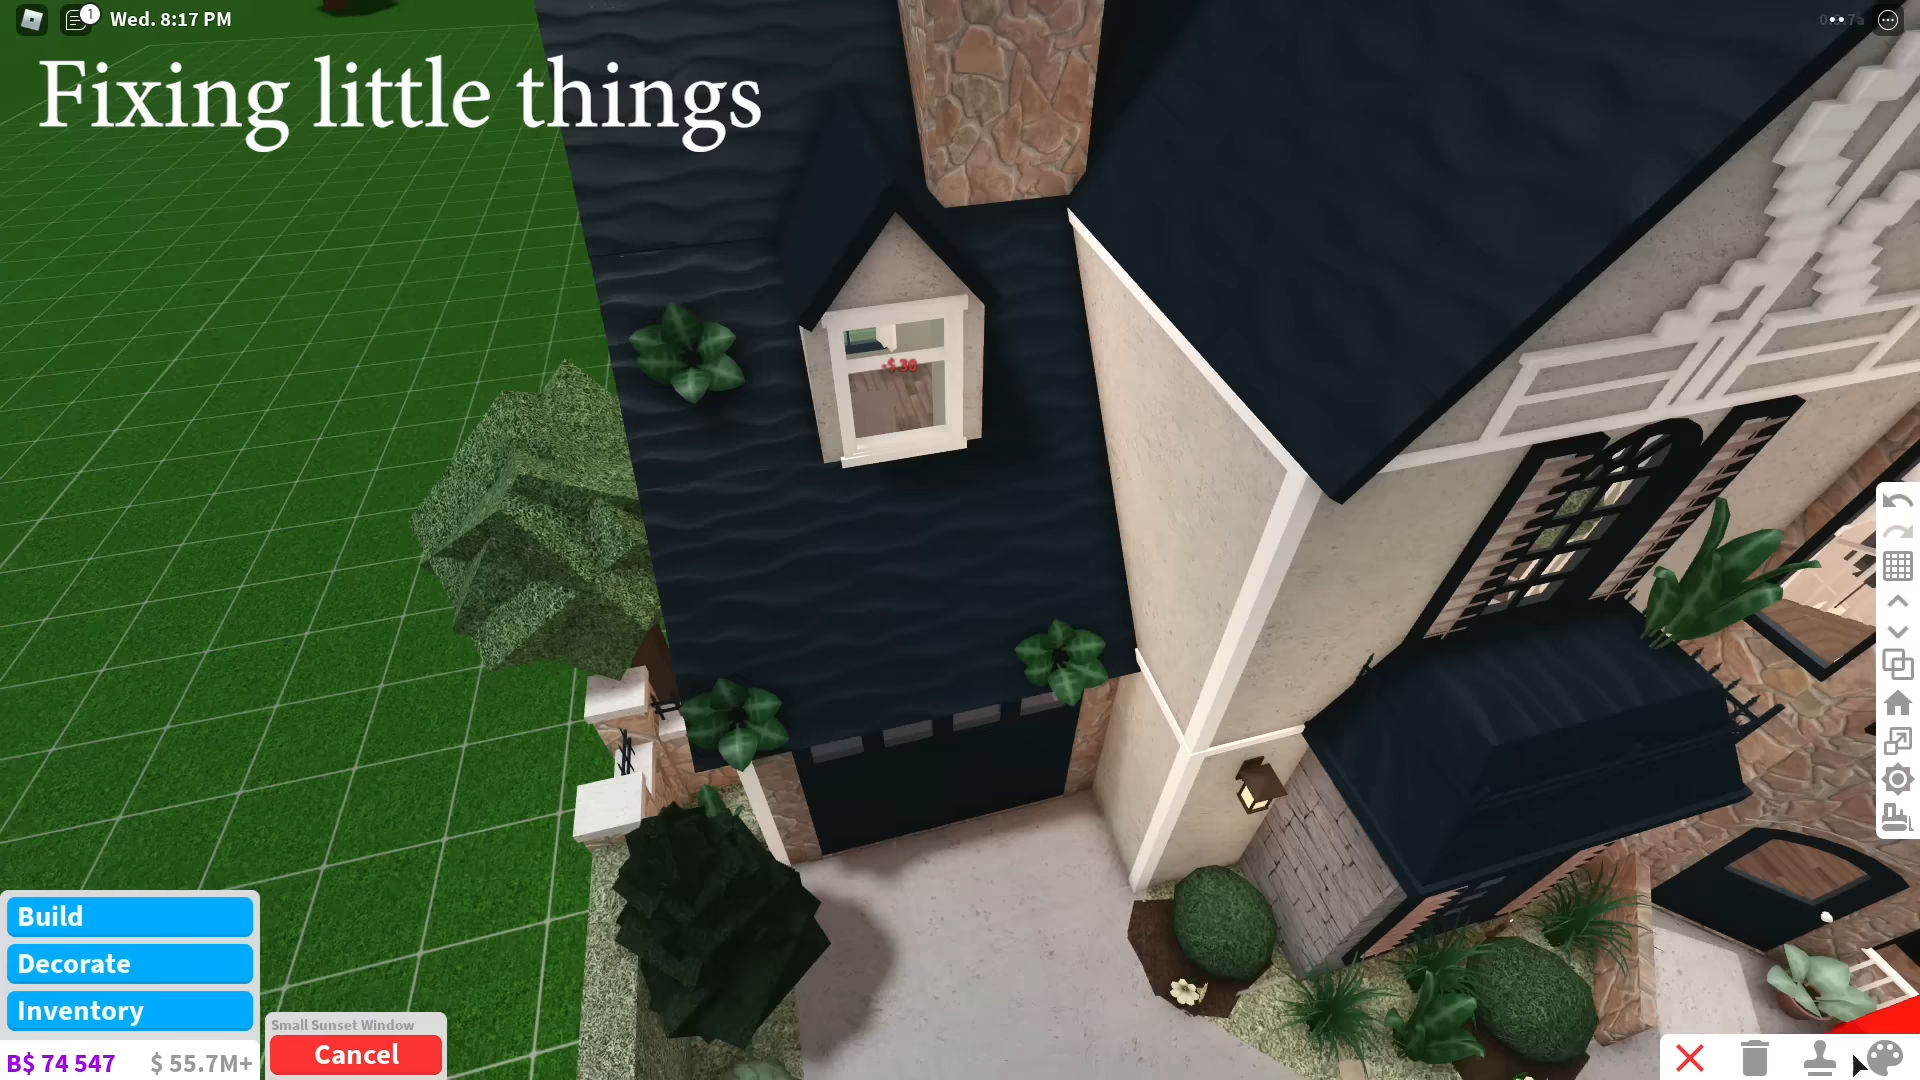 1
Wed. 8:17 PM
Fixing little things
-$ 30
Build
Decorate
Inventory
Small Sunset Window
Cancel
B$ 74 547
$ 55.7M+